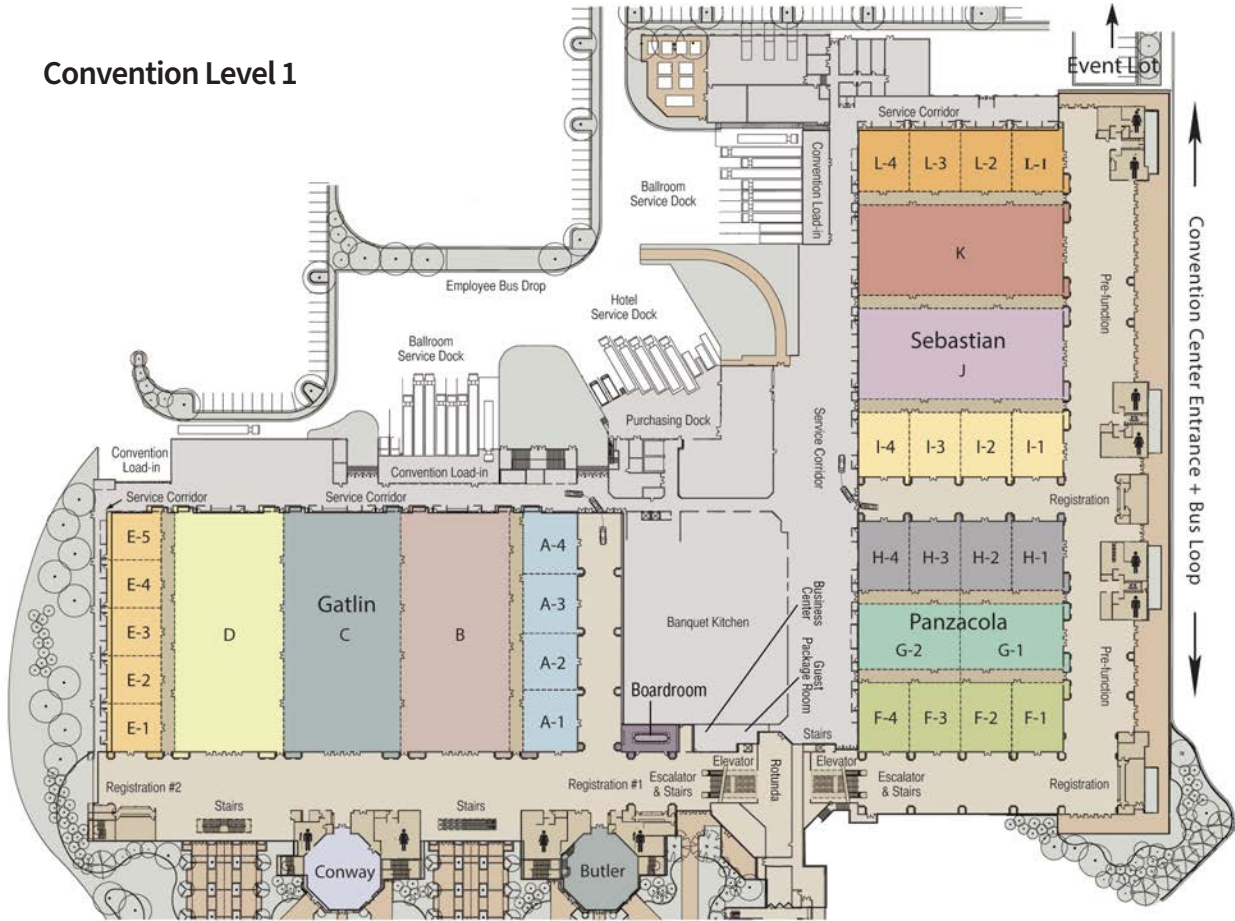 Convention Level 1
Event Lot
Service Corridor
L-4
L-3
L-2
L-1
Ballroom
Service Dock
Convention Load-in
K
Pre-function
Convention Center Entrance + Bus Loop
Employee Bus Drop
Hotel
Service Dock
Sebastian
J
Ballroom
Service Dock
Purchasing Dock
Service Corridor
I-4
I-3
I-2
I-1
Convention
Load-in
Convention Load-in
Service Corridor
Service Corridor
Registration
E-5
E-4
E-3
E-2
E-1
D
Gatlin
C
B
A-4
A-3
A-2
A-1
Banquet Kitchen
Business
Center
Guest
Package Room
Boardroom
H-4
H-3
H-2
H-1
Panzacola
G-2
G-1
F-4
F-3
F-2
F-1
Pre-function
Stairs
Registration #2
Stairs
Stairs
Registration #1
Escalator
& Stairs
Elevator
Rotunda
Elevator
Escalator
& Stairs
Registration
Conway
Butler